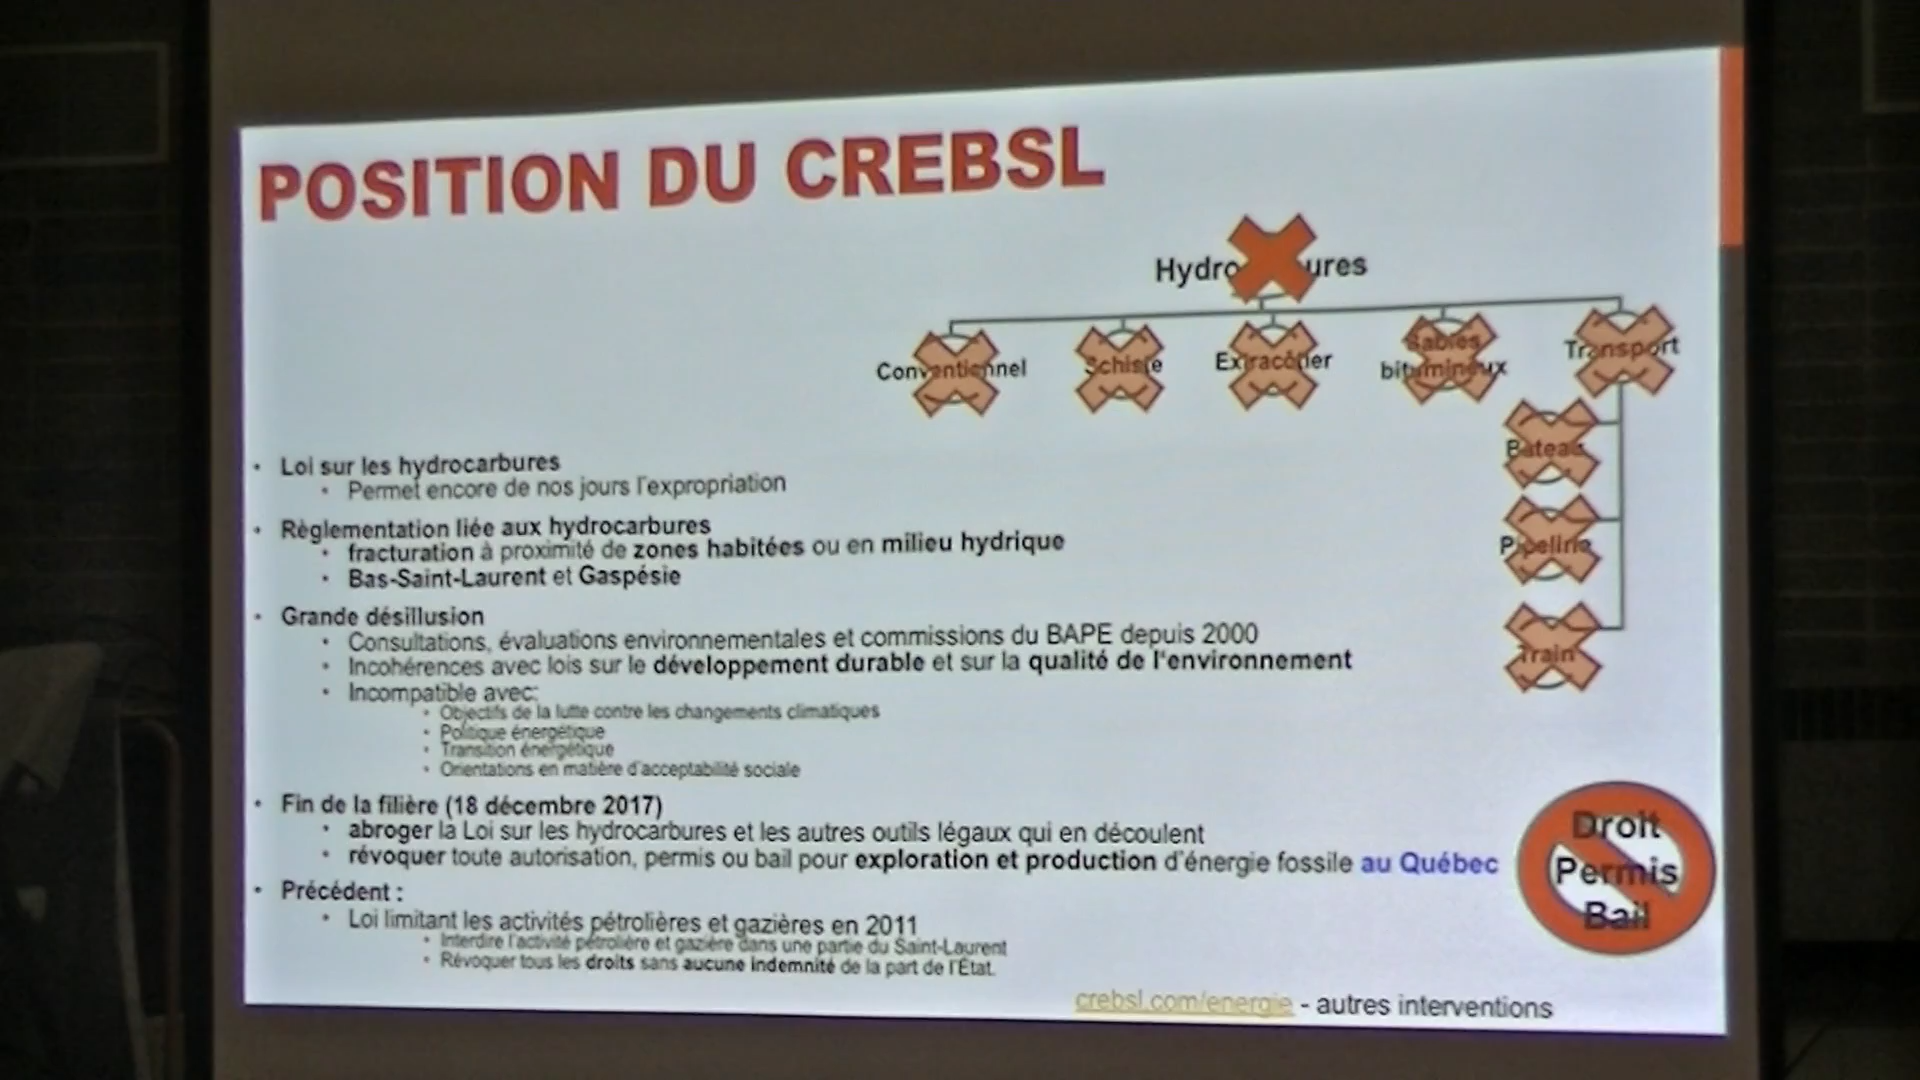 POSITION DU CREBSL
Hydro ures
Conventionnel
Schiste
Extracôtier
Sables
bitumineux
Transport
Bateau
Pipeline
Train
• Loi sur les hydrocarbures
• Permet encore de nos jours l'expropriation
• Règlementation liée aux hydrocarbures
• fracturation à proximité de zones habitées ou en milieu hydrique
• Bas-Saint-Laurent et Gaspésie
• Grande désillusion
• Consultations, évaluations environnementales et commissions du BAPE depuis 2000
• Incohérences avec lois sur le développement durable et sur la qualité de l'environnement
• Incompatible avec:
• Objectifs de la lutte contre les changements climatiques
• Politique énergétique
• Transition énergétique
• Orientations en matière d'acceptabilité sociale
• Fin de la filière (18 décembre 2017)
• abroger la Loi sur les hydrocarbures et les autres outils légaux qui en découlent
• révoquer toute autorisation, permis ou bail pour exploration et production d'énergie fossile au Québec
• Précédent :
• Loi limitant les activités pétrolières et gazières en 2011
• Interdire l'activité pétrolière et gazière dans une partie du Saint-Laurent
• Révoquer tous les droits sans aucune indemnité de la part de l'État.
Droit
Permis
Bail
crebsl.com/energie - autres interventions